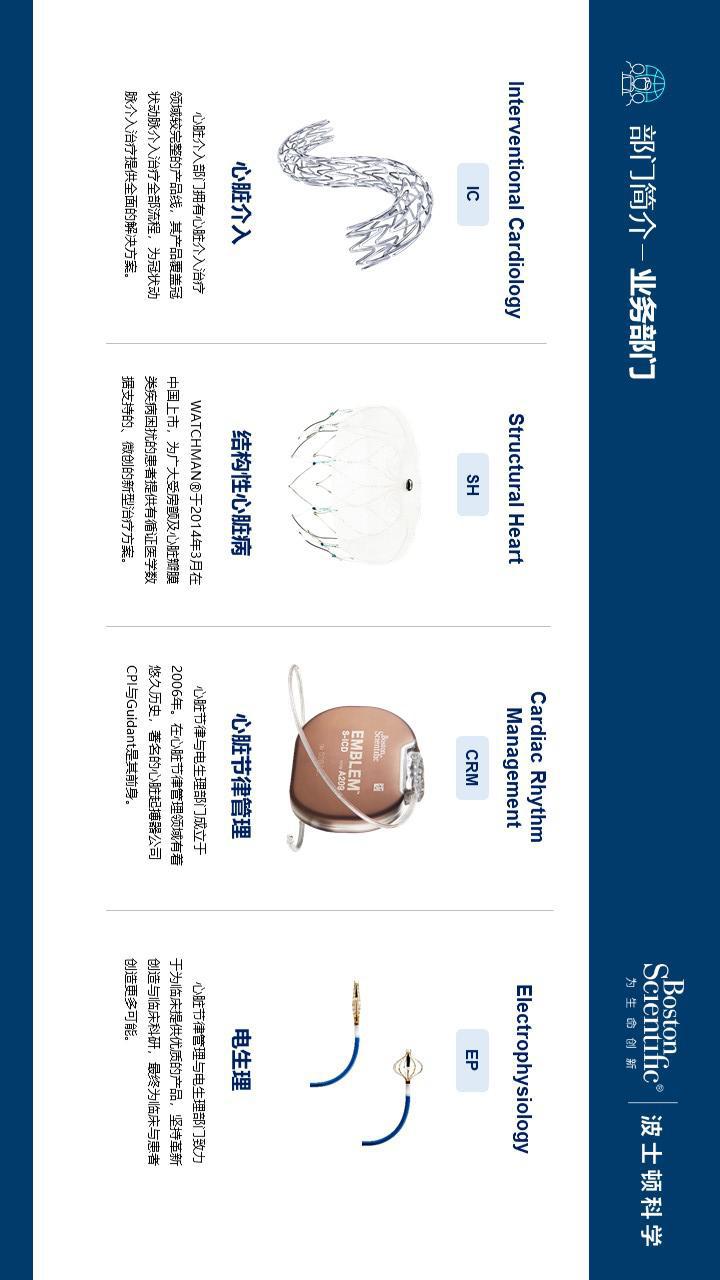 部门简介 — 业务部门
Boston
Scientific®
为生命创新
波士顿科学
Interventional Cardiology
IC
心脏介入
心脏介入部门拥有心脏介入治疗
领域较完整的产品线，其产品覆盖冠
状动脉介入治疗全部流程，为冠状动
脉介入治疗提供全面的解决方案。
Structural Heart
SH
结构性心脏病
WATCHMAN®于2014年3月在
中国上市，为广大受房颤及心脏瓣膜
类疾病困扰的患者提供有循证医学数
据支持的、微创的新型治疗方案。
Cardiac Rhythm
Management
CRM
Boston
Scientific
EMBLEM™
S-ICD
A209
心脏节律管理
心脏节律与电生理部门成立于
2006年。在心脏节律管理领域有着
悠久历史，著名的心脏起搏器公司
CPI与Guidant是其前身。
Electrophysiology
EP
电生理
心脏节律管理与电生理部门致力
于为临床提供优质的产品，坚持革新
创造与临床科研，最终为临床与患者
创造更多可能。